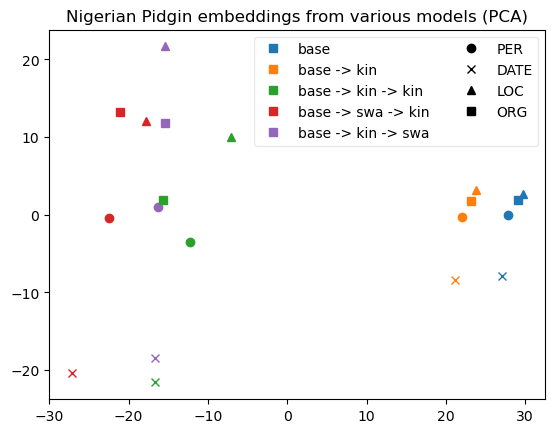 Nigerian Pidgin embeddings from various models (PCA)
base
base -> kin
base -> kin -> kin
base -> swa -> kin
base -> kin -> swa
PER
DATE
LOC
ORG
20
10
0
−10
−20
−30 −20 −10 0 10 20 30